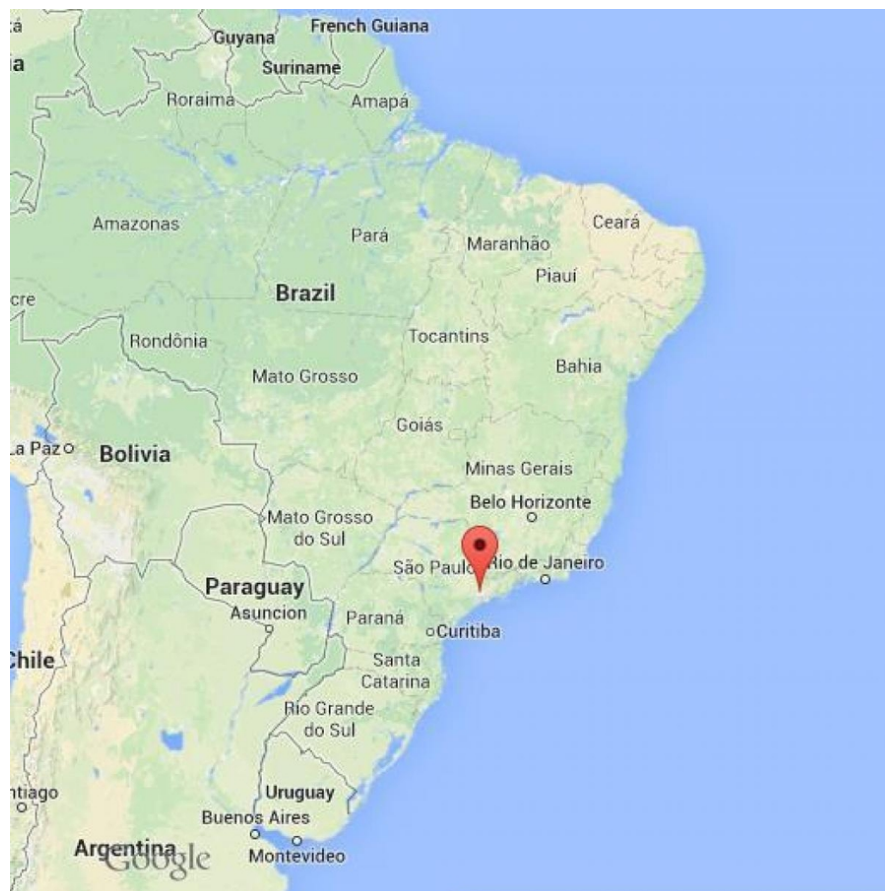 French Guiana
Guyana
Suriname
Roraima
Amapá
Amazonas
Pará
Ceará
Maranhão
Piauí
Brazil
Tocantins
Rondônia
Bahia
Mato Grosso
Goiás
La Paz
Bolivia
Minas Gerais
Belo Horizonte
Mato Grosso
do Sul
São Paulo
Rio de Janeiro
Paraguay
Asuncion
Paraná
Curitiba
Chile
Santa
Catarina
Rio Grande
do Sul
ntiago
Uruguay
Buenos Aires
Argentina
Google
Montevideo